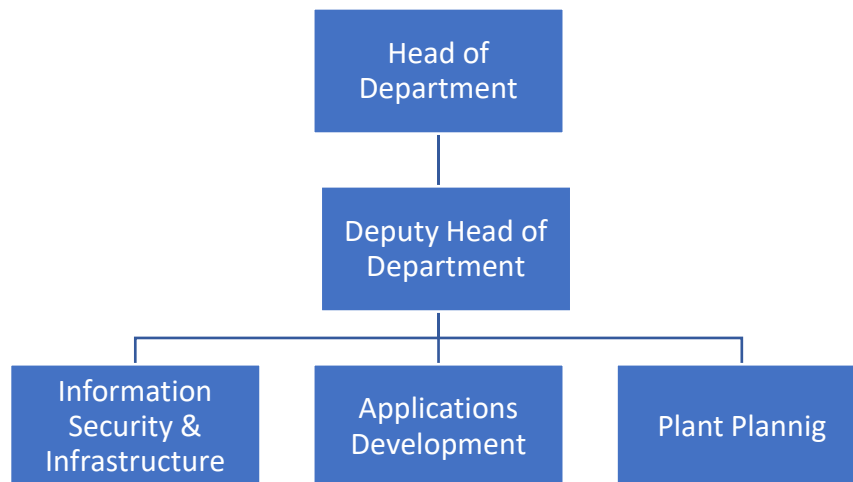 Head of
Department
Deputy Head of
Department
Information
Security &
Infrastructure
Applications
Development
Plant Plannig